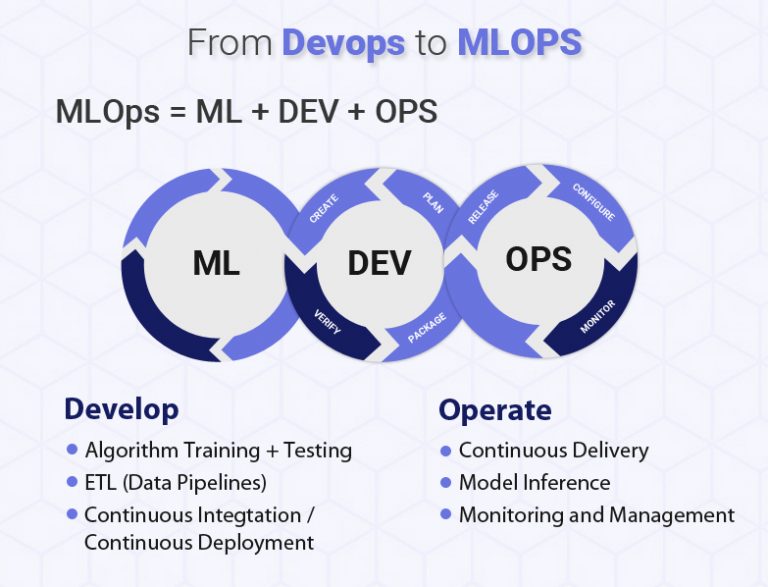 From Devops to MLOPS
MLOps = ML + DEV + OPS
ML
CREATE
PLAN
DEV
VERIFY
PACKAGE
RELEASE
CONFIGURE
OPS
MONITOR
Develop
Algorithm Training + Testing
ETL (Data Pipelines)
Continuous Integtation /
Continuous Deployment
Operate
Continuous Delivery
Model Inference
Monitoring and Management